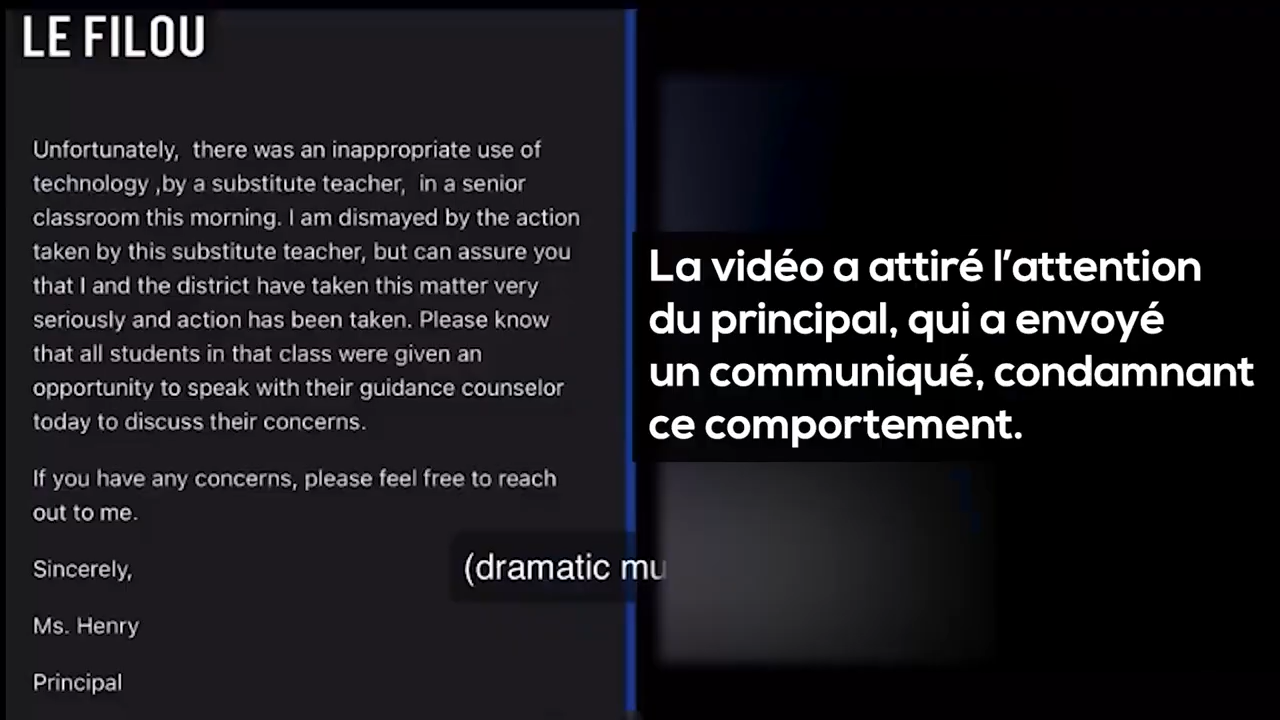 LE FILOU
Unfortunately,  there was an inappropriate use of
technology ,by a substitute teacher,  in a senior
classroom this morning. I am dismayed by the action
taken by this substitute teacher, but can assure you
that I and the district have taken this matter very
seriously and action has been taken. Please know
that all students in that class were given an
opportunity to speak with their guidance counselor
today to discuss their concerns.
If you have any concerns, please feel free to reach
out to me.
Sincerely,
Ms. Henry
Principal
La vidéo a attiré l’attention
du principal, qui a envoyé
un communiqué, condamnant
ce comportement.
(dramatic mu